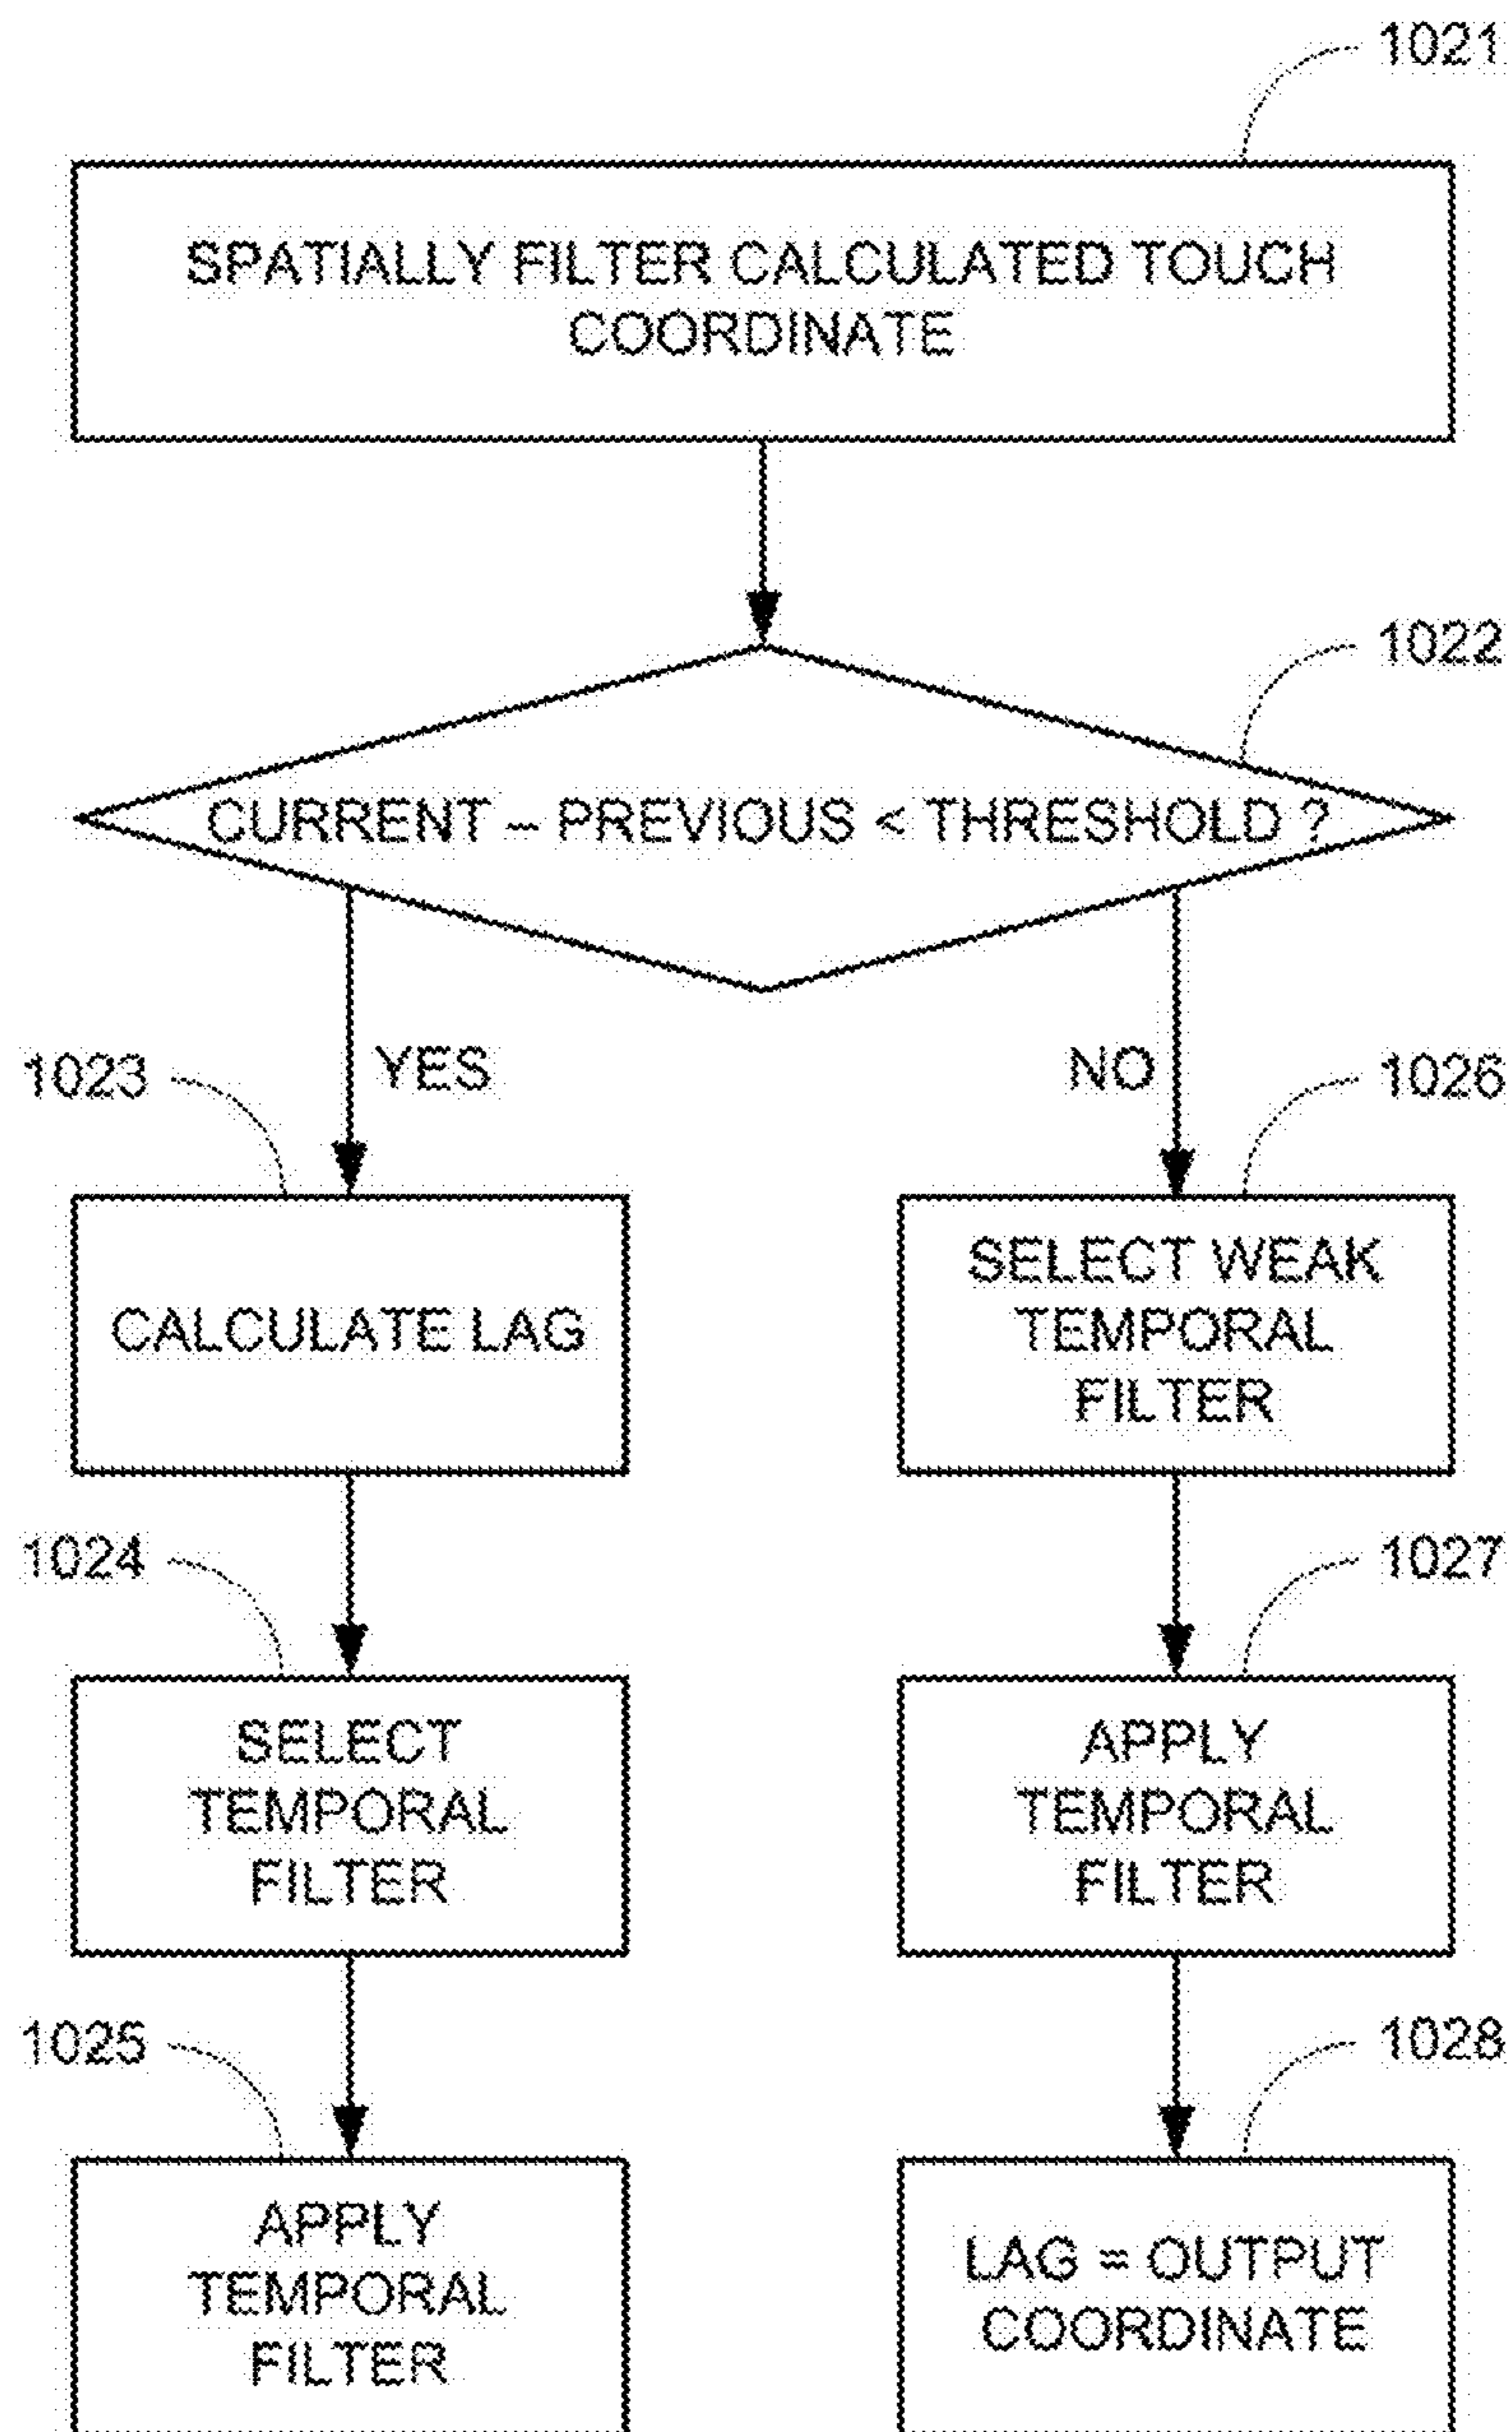 1021
SPATIALLY FILTER CALCULATED TOUCH
COORDINATE
1022
CURRENT – PREVIOUS < THRESHOLD ?
YES
NO
1023
CALCULATE LAG
1024
SELECT
TEMPORAL
FILTER
1025
APPLY
TEMPORAL
FILTER
1026
SELECT WEAK
TEMPORAL
FILTER
1027
APPLY
TEMPORAL
FILTER
1028
LAG = OUTPUT
COORDINATE